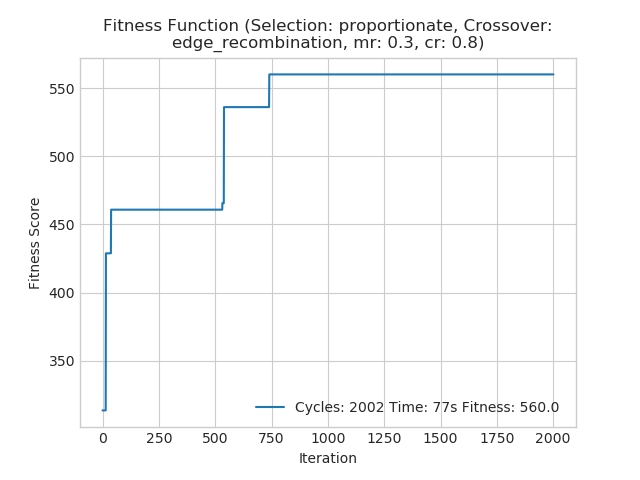 Fitness Function (Selection: proportionate, Crossover:
edge_recombination, mr: 0.3, cr: 0.8)
Fitness Score
550
500
450
400
350
Cycles: 2002 Time: 77s Fitness: 560.0
0 250 500 750 1000 1250 1500 1750 2000
Iteration